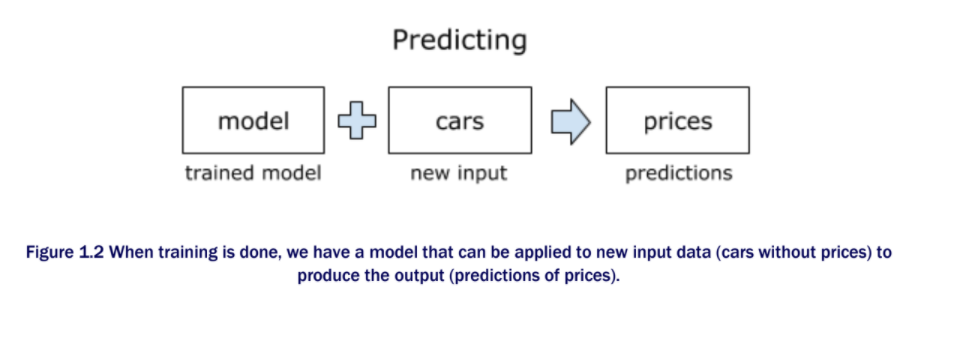 Predicting
model
cars
prices
trained model
new input
predictions
Figure 1.2 When training is done, we have a model that can be applied to new input data (cars without prices) to
produce the output (predictions of prices).